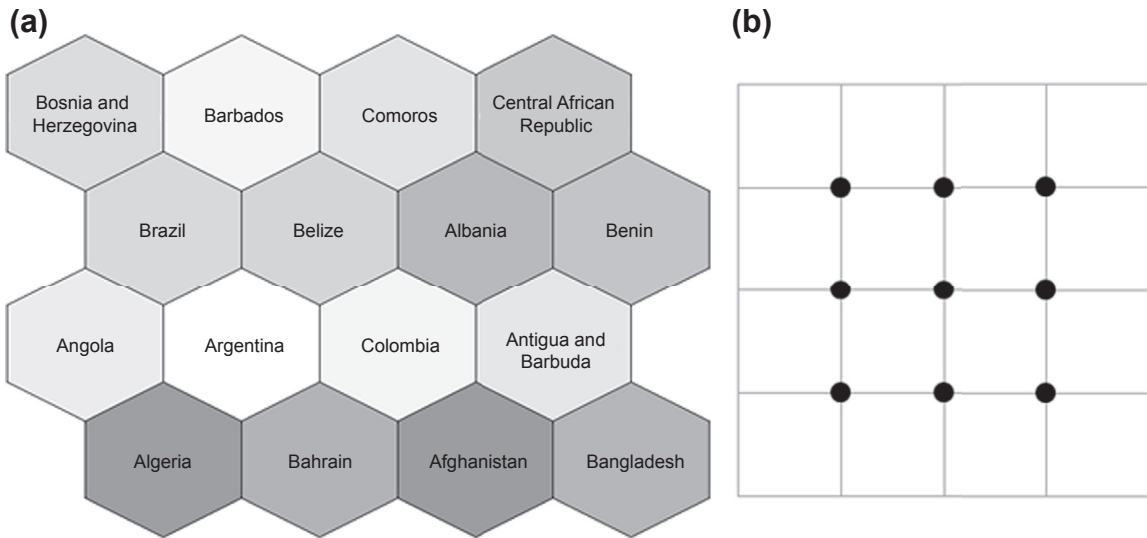 (a)
(b)
Bosnia and
Herzegovina
Barbados
Comoros
Central African
Republic
Brazil
Belize
Albania
Benin
Angola
Argentina
Colombia
Antigua and
Barbuda
Algeria
Bahrain
Afghanistan
Bangladesh